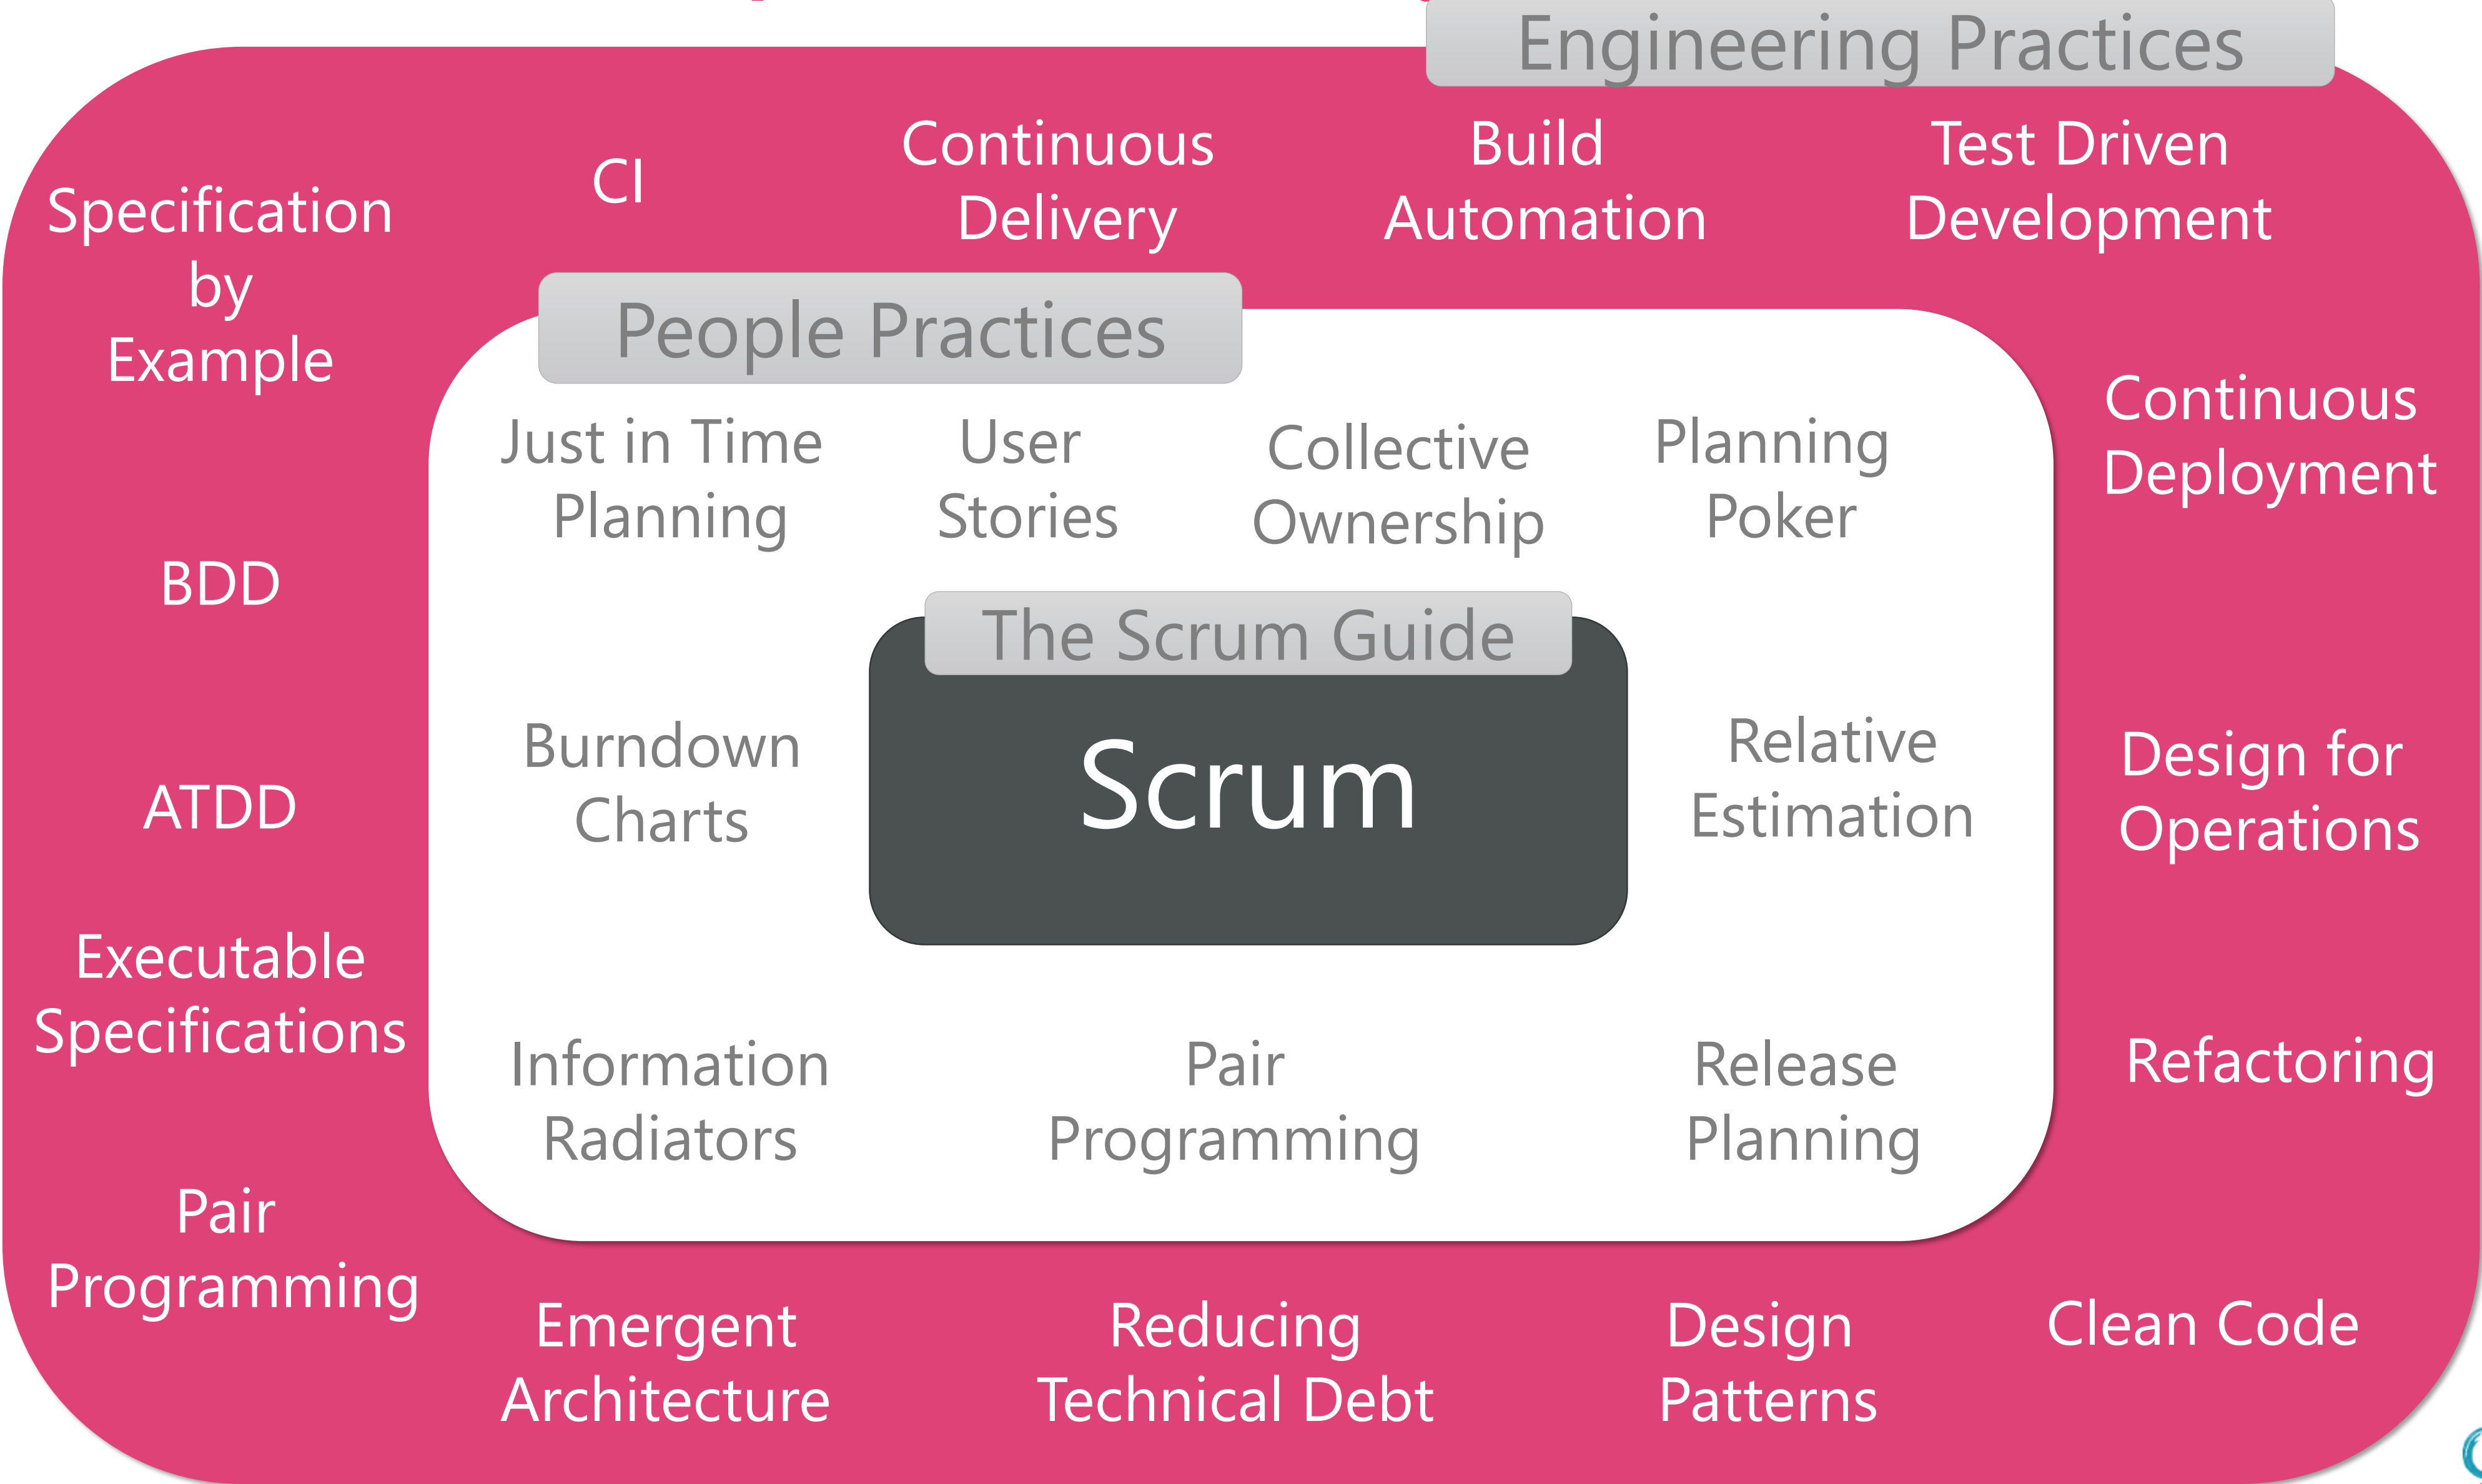 Engineering Practices
Specification
by
Example
CI
Continuous
Delivery
Build
Automation
Test Driven
Development
People Practices
Just in Time
Planning
User
Stories
Collective
Ownership
Planning
Poker
Continuous
Deployment
BDD
The Scrum Guide
Scrum
Burndown
Charts
Relative
Estimation
Design for
Operations
ATDD
Executable
Specifications
Information
Radiators
Pair
Programming
Release
Planning
Refactoring
Pair
Programming
Emergent
Architecture
Reducing
Technical Debt
Design
Patterns
Clean Code